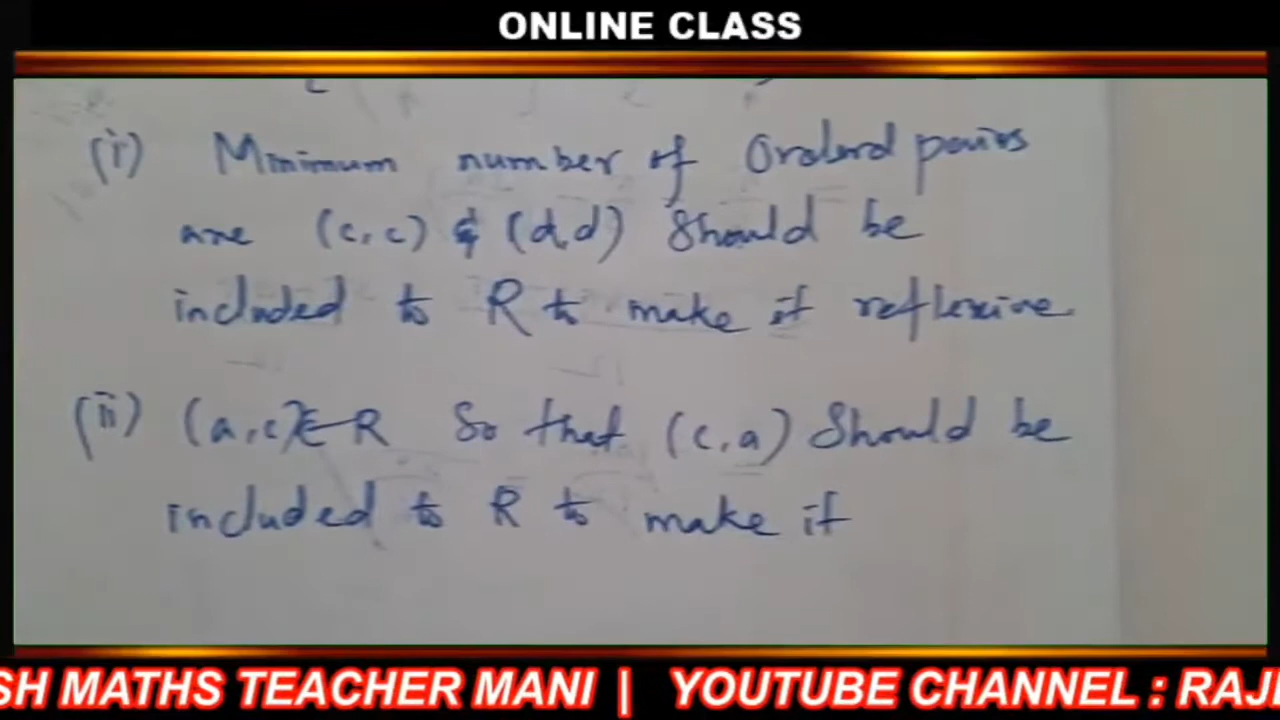 ONLINE CLASS
(i) Minimum number of Ordered pairs
are (c,c) & (d,d) Should be
included to R to make it reflexive.
(ii) (a,c)∈R So that (c,a) Should be
included to R to make it
SH MATHS TEACHER MANI | YOUTUBE CHANNEL : RAJ